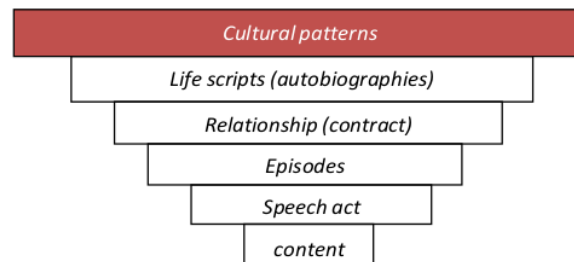 Cultural patterns
Life scripts (autobiographies)
Relationship (contract)
Episodes
Speech act
content